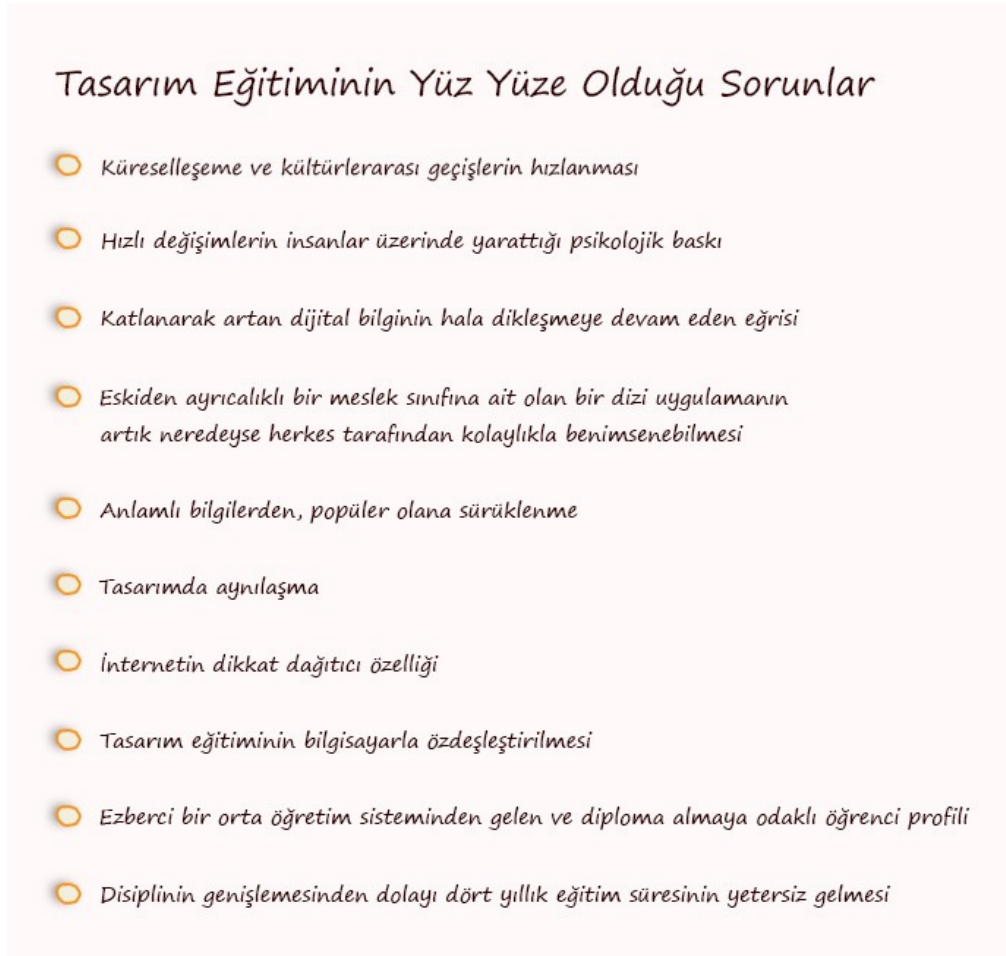 Tasarım Eğitiminin Yüz Yüze Olduğu Sorunlar
Küreselleşeme ve kültürlerarası geçişlerin hızlanması
Hızlı değişimlerin insanlar üzerinde yarattığı psikolojik baskı
Katlanarak artan dijital bilginin hala dikleşmeye devam eden eğrisi
Eskiden ayrıcalıklı bir meslek sınıfına ait olan bir dizi uygulamanın
artık neredeyse herkes tarafından kolaylıkla benimsenebilmesi
Anlamlı bilgilerden, popüler olana sürüklenme
Tasarımda aynılaşma
İnternetin dikkat dağıtıcı özelliği
Tasarım eğitiminin bilgisayarla özdeşleştirilmesi
Ezberci bir orta öğretim sisteminden gelen ve diploma almaya odaklı öğrenci profili
Disiplinin genişlemesinden dolayı dört yıllık eğitim süresinin yetersiz gelmesi